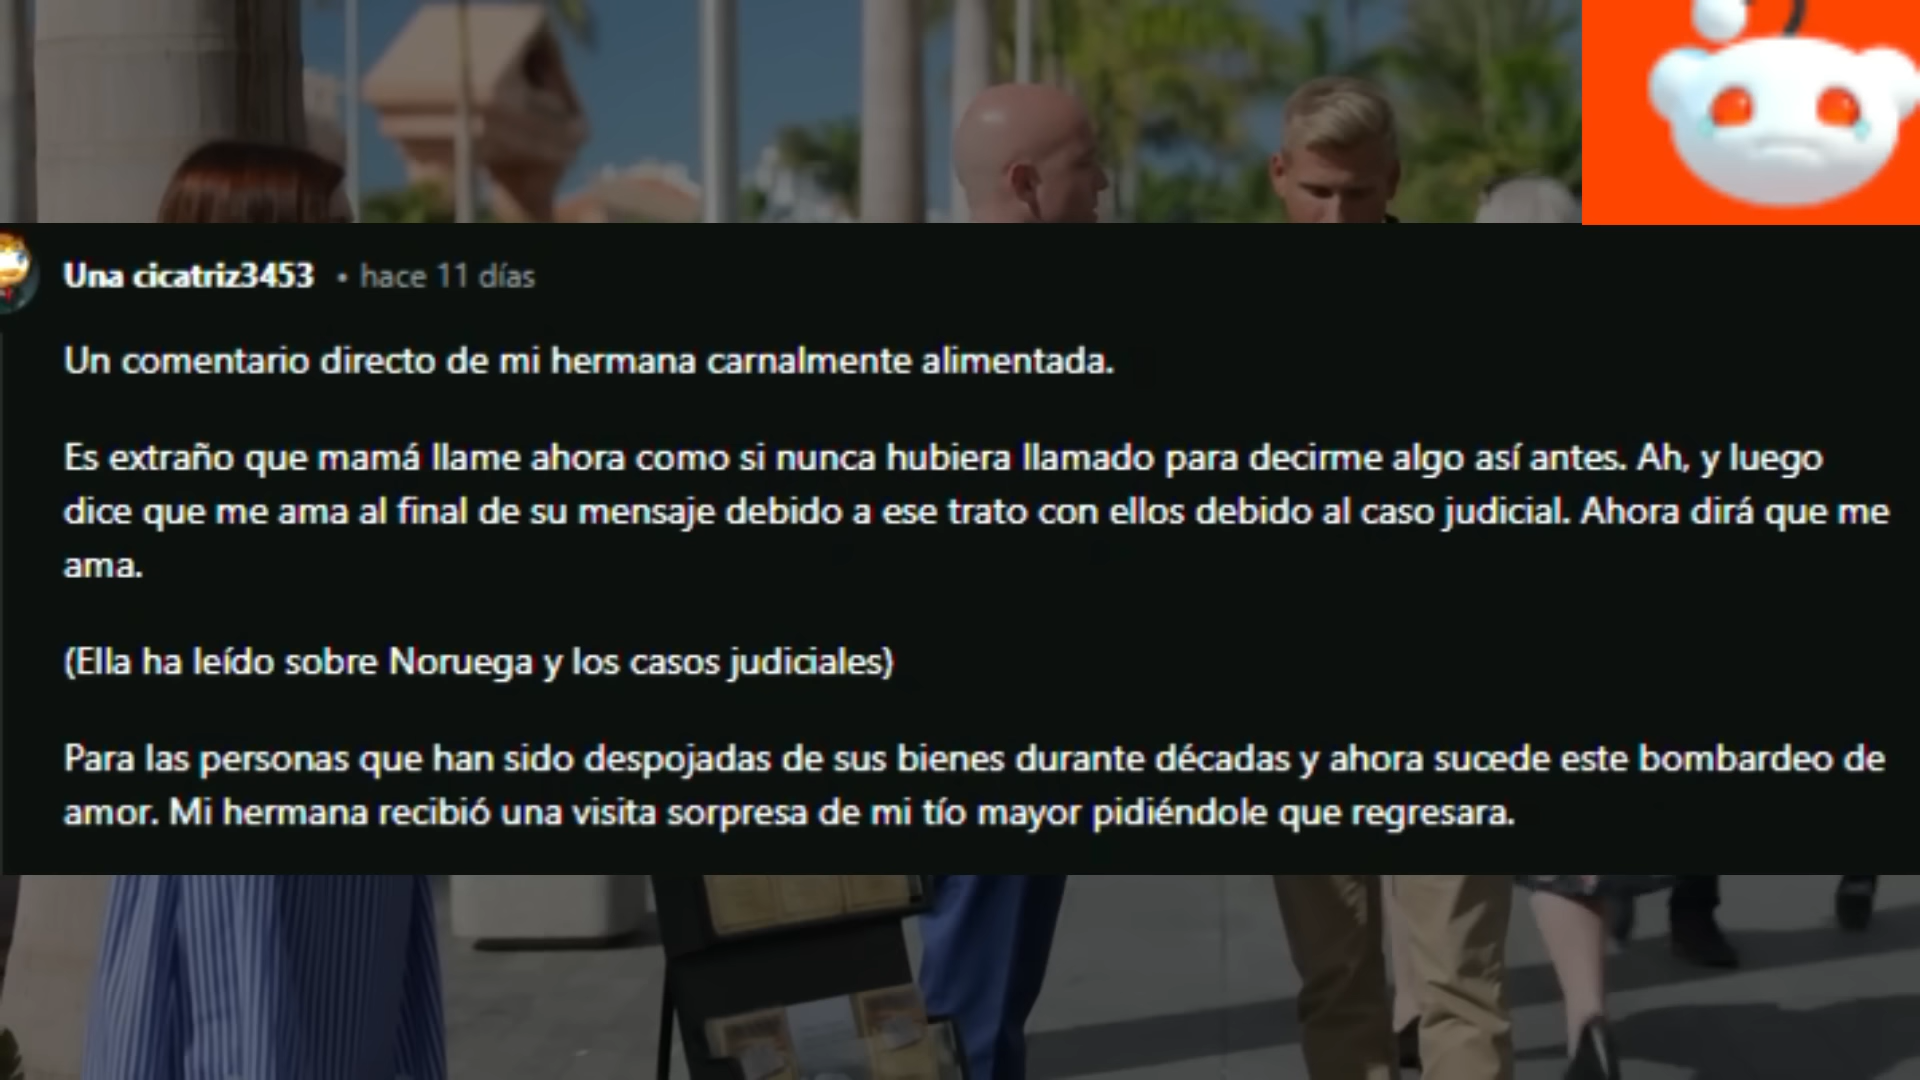 Una cicatriz3453 • hace 11 días
Un comentario directo de mi hermana carnalmente alimentada.
Es extraño que mamá llame ahora como si nunca hubiera llamado para decirme algo así antes. Ah, y luego
dice que me ama al final de su mensaje debido a ese trato con ellos debido al caso judicial. Ahora dirá que me
ama.
(Ella ha leído sobre Noruega y los casos judiciales)
Para las personas que han sido despojadas de sus bienes durante décadas y ahora sucede este bombardeo de
amor. Mi hermana recibió una visita sorpresa de mi tío mayor pidiéndole que regresara.